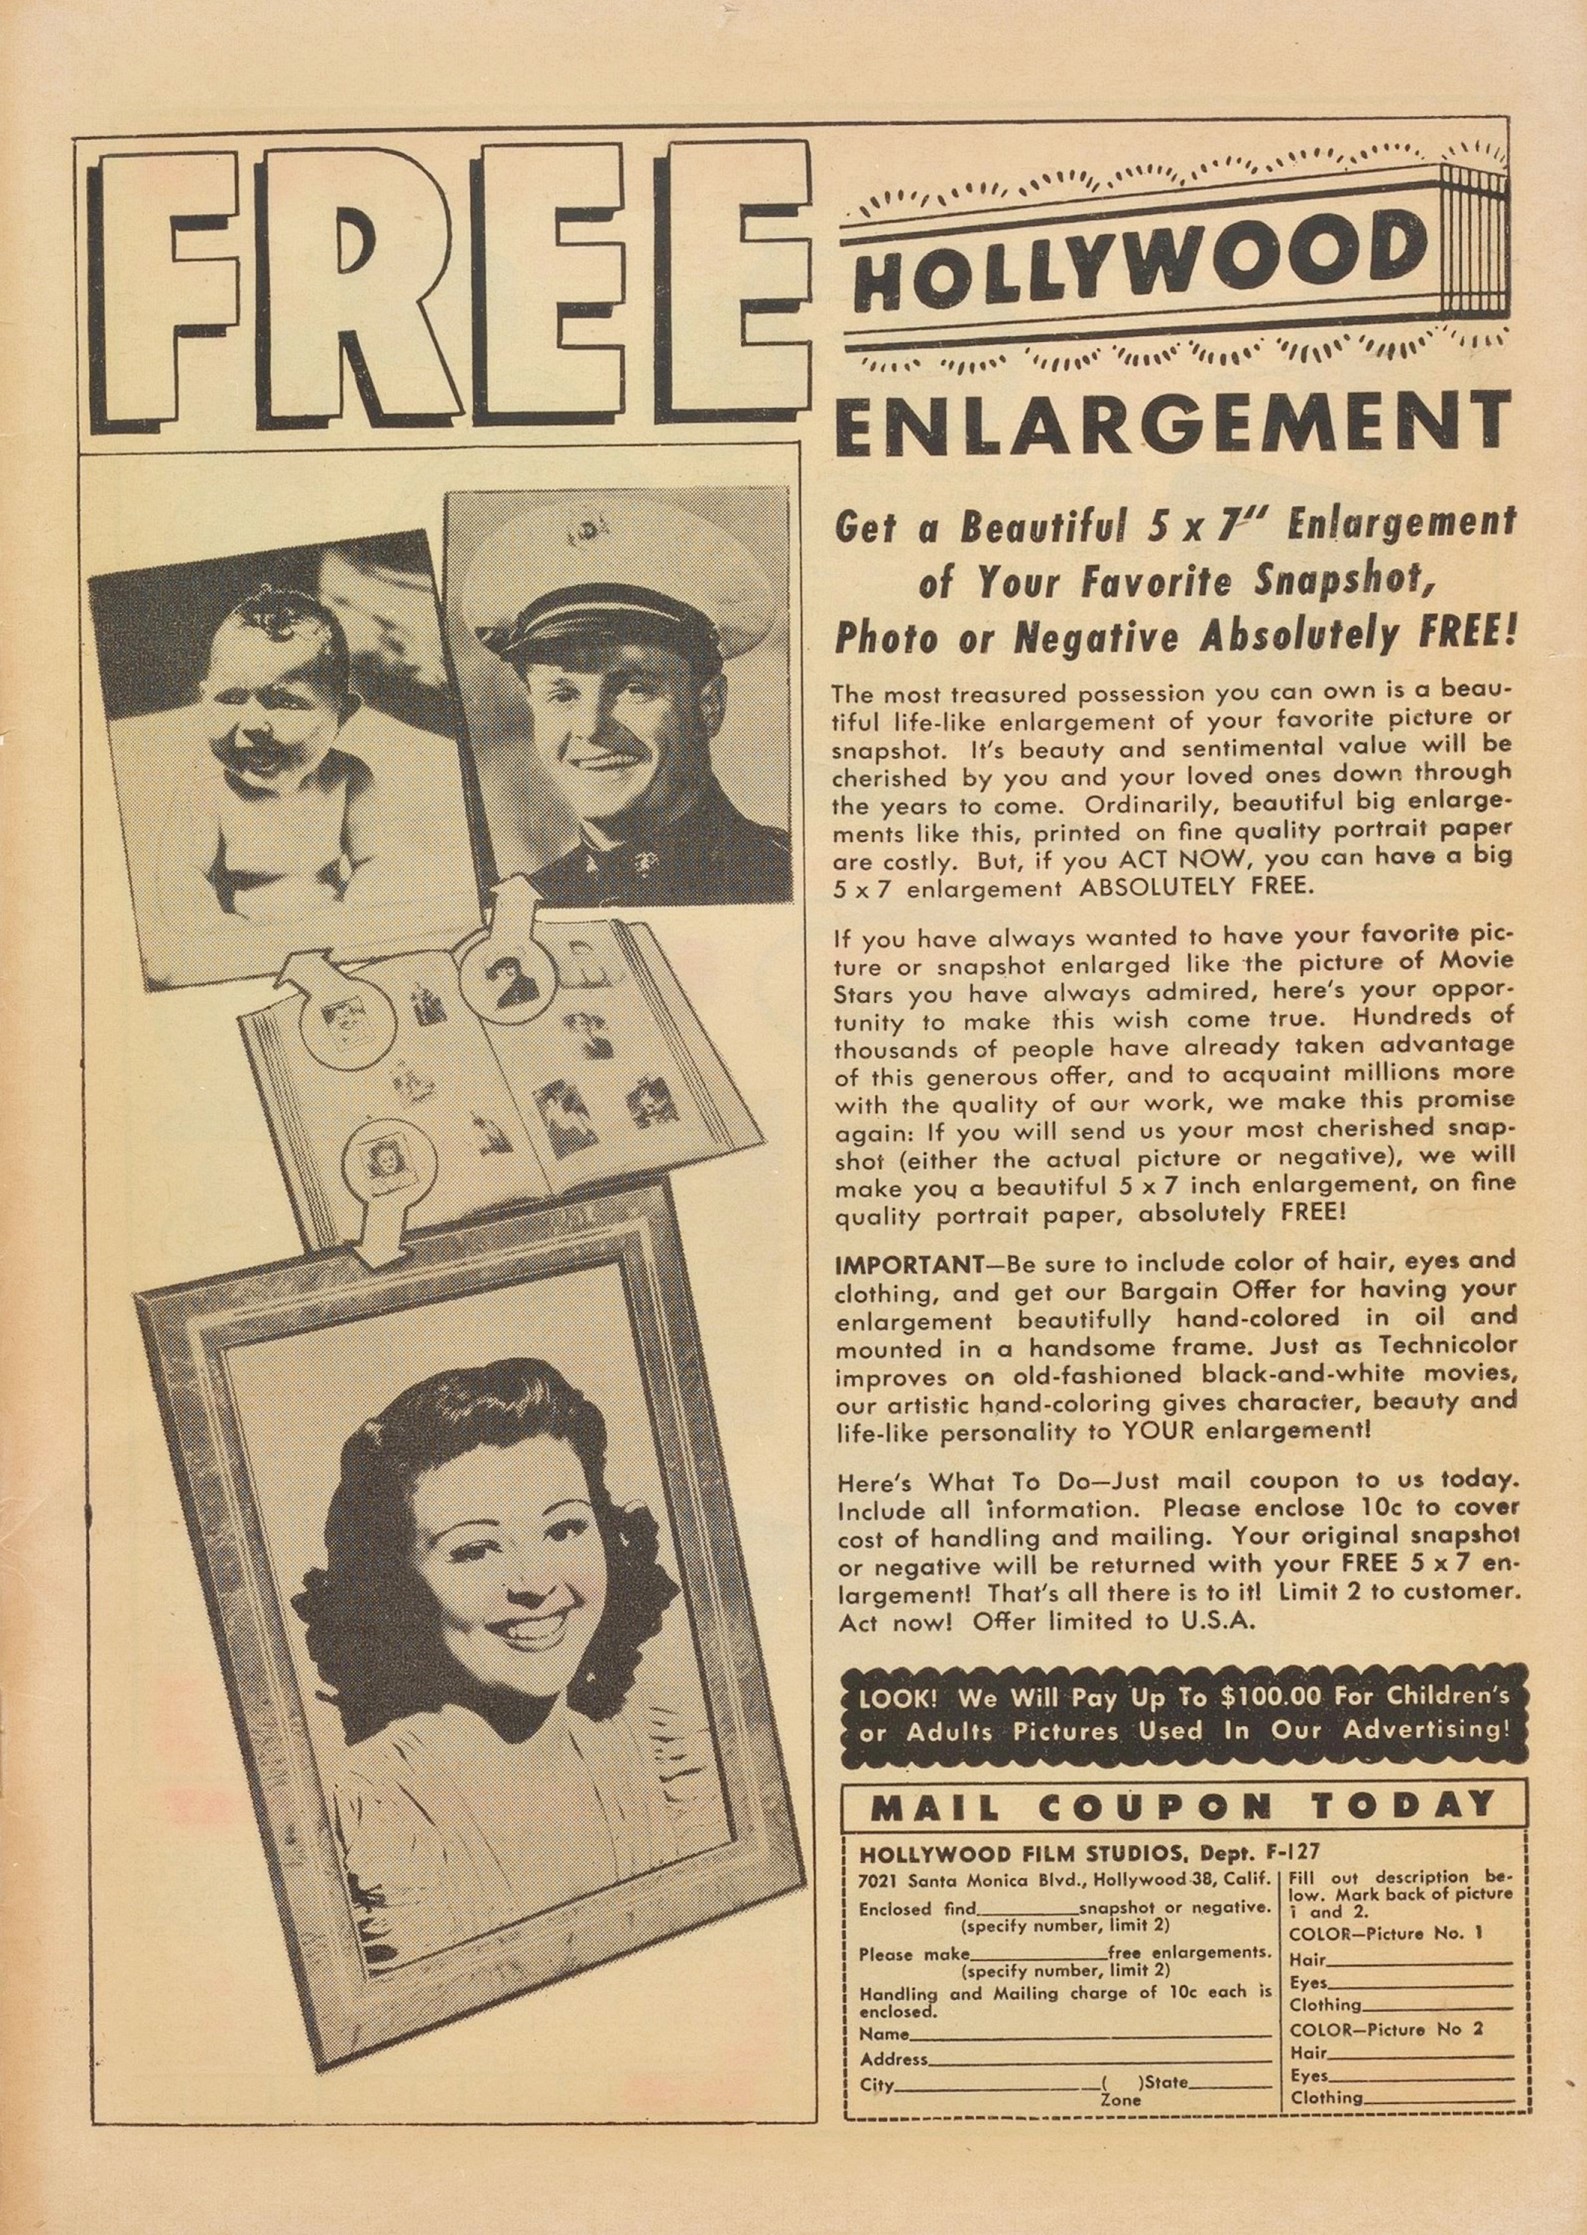 FREE
HOLLYWOOD
ENLARGEMENT
Get a Beautiful 5 x 7" Enlargement
of Your Favorite Snapshot,
Photo or Negative Absolutely FREE!
The most treasured possession you can own is a beau-
tiful life-like enlargement of your favorite picture or
snapshot. It's beauty and sentimental value will be
cherished by you and your loved ones down through
the years to come. Ordinarily, beautiful big enlarge-
ments like this, printed on fine quality portrait paper
are costly. But, if you ACT NOW, you can have a big
5 x 7 enlargement ABSOLUTELY FREE.
If you have always wanted to have your favorite pic-
ture or snapshot enlarged like the picture of Movie
Stars you have always admired, here's your oppor-
tunity to make this wish come true. Hundreds of
thousands of people have already taken advantage
of this generous offer, and to acquaint millions more
with the quality of our work, we make this promise
again: If you will send us your most cherished snap-
shot (either the actual picture or negative), we will
make you a beautiful 5 x 7 inch enlargement, on fine
quality portrait paper, absolutely FREE!
IMPORTANT—Be sure to include color of hair, eyes and
clothing, and get our Bargain Offer for having your
enlargement beautifully hand-colored in oil and
mounted in a handsome frame. Just as Technicolor
improves on old-fashioned black-and-white movies,
our artistic hand-coloring gives character, beauty and
life-like personality to YOUR enlargement!
Here's What To Do—Just mail coupon to us today.
Include all information. Please enclose 10c to cover
cost of handling and mailing. Your original snapshot
or negative will be returned with your FREE 5 x 7 en-
largement! That's all there is to it! Limit 2 to customer.
Act now! Offer limited to U.S.A.
LOOK! We Will Pay Up To $100.00 For Children's
or Adults Pictures Used In Our Advertising!
MAIL COUPON TODAY
HOLLYWOOD FILM STUDIOS, Dept. F-127
7021 Santa Monica Blvd., Hollywood 38, Calif.
Enclosed find__________snapshot or negative.
(specify number, limit 2)
Please make______________free enlargements.
(specify number, limit 2)
Handling and Mailing charge of 10c each is
enclosed.
Name____________________
Address____________________
City____________________( )State________
Zone
Fill out description be-
low. Mark back of picture
1 and 2.
COLOR—Picture No. 1
Hair____________________
Eyes____________________
Clothing________________
COLOR—Picture No 2
Hair____________________
Eyes____________________
Clothing________________